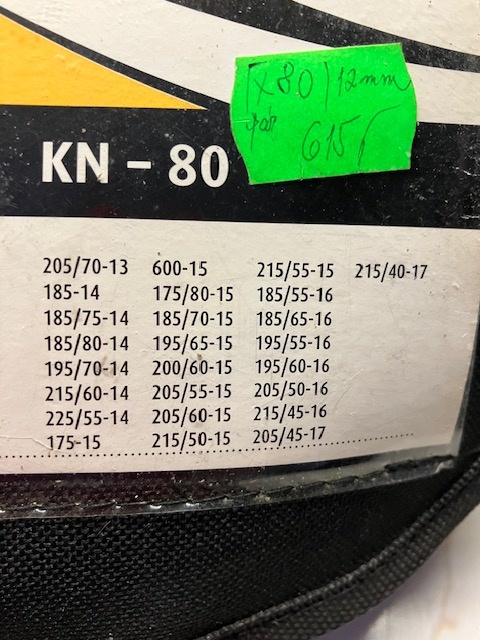 (x80) 12mm
pár 615,-
KN - 80
205/70-13 600-15 215/55-15 215/40-17
185-14 175/80-15 185/55-16
185/75-14 185/70-15 185/65-16
185/80-14 195/65-15 195/55-16
195/70-14 200/60-15 195/60-16
215/60-14 205/55-15 205/50-16
225/55-14 205/60-15 215/45-16
175-15 215/50-15 205/45-17